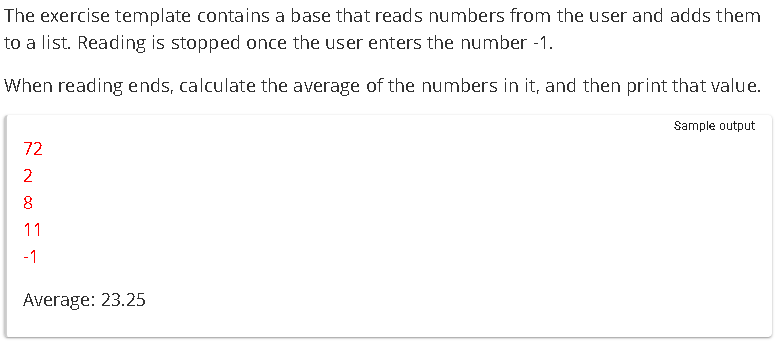 The exercise template contains a base that reads numbers from the user and adds them
to a list. Reading is stopped once the user enters the number -1.
When reading ends, calculate the average of the numbers in it, and then print that value.
Sample output
72
2
8
11
-1
Average: 23.25